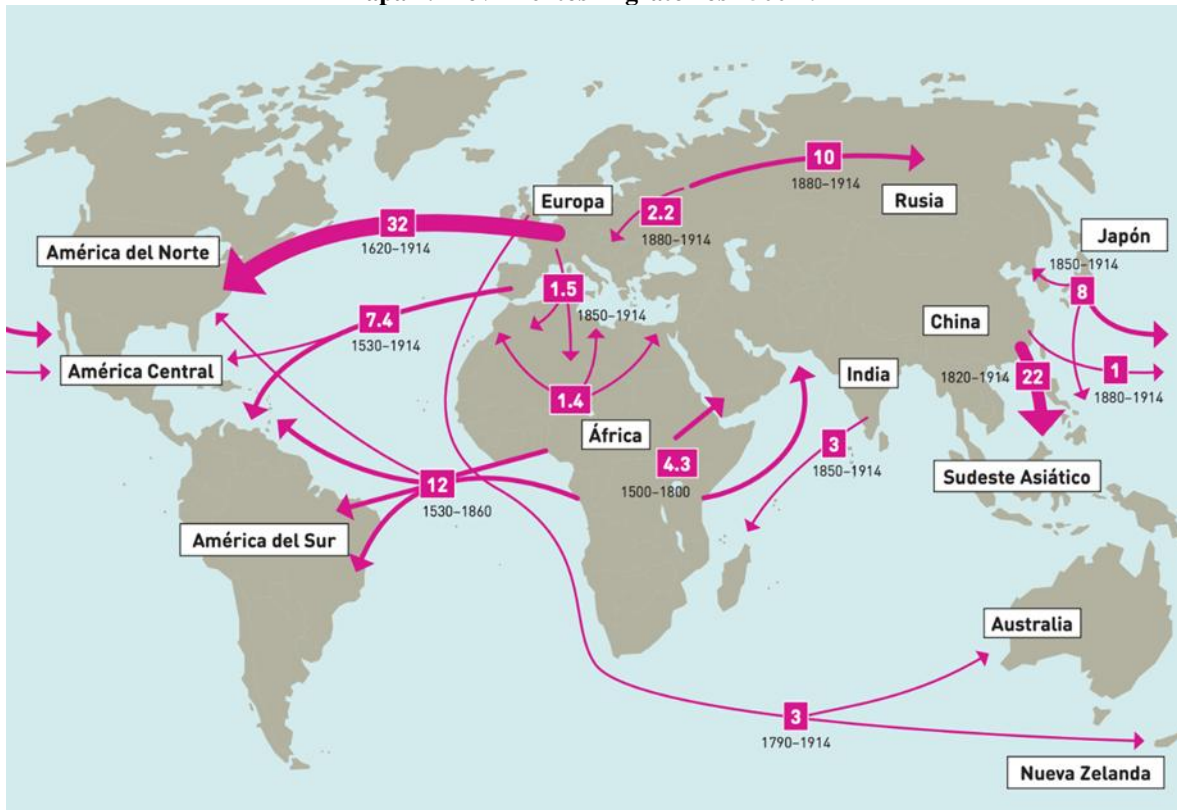 10
1880–1914
Europa
Rusia
2.2
1880–1914
32
1620–1914
América del Norte
Japón
1850–1914
8
1.5
1850–1914
7.4
1530–1914
China
América Central
India
1820–1914
22
1
1880–1914
1.4
África
4.3
1500–1800
3
1850–1914
Sudeste Asiático
12
1530–1860
América del Sur
Australia
3
1790–1914
Nueva Zelanda